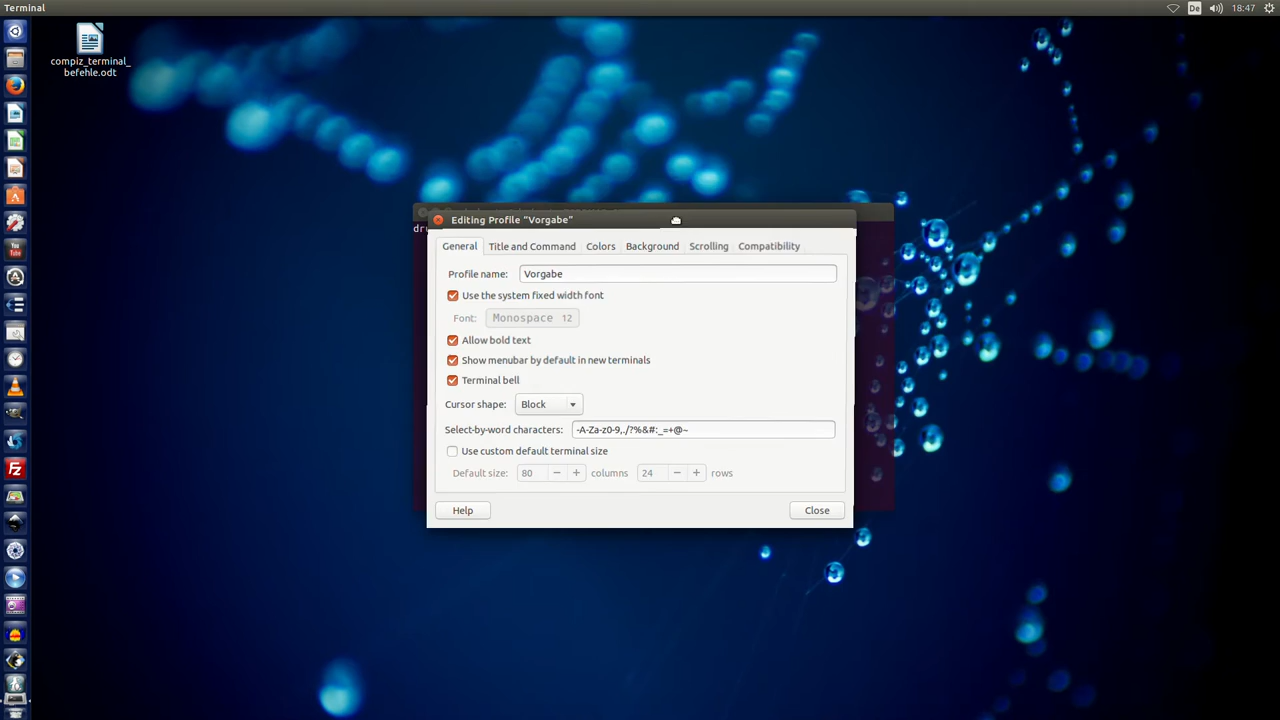 Terminal
De
18:47
compiz_terminal_
befehle.odt
You
Tube
Fz
Editing Profile "Vorgabe"
General Title and Command Colors Background Scrolling Compatibility
Profile name: Vorgabe
Use the system fixed width font
Font: Monospace 12
Allow bold text
Show menubar by default in new terminals
Terminal bell
Cursor shape: Block
Select-by-word characters: -A-Za-z0-9,./?%&#:_=+@~
Use custom default terminal size
Default size: 80 − + columns 24 − + rows
Help Close